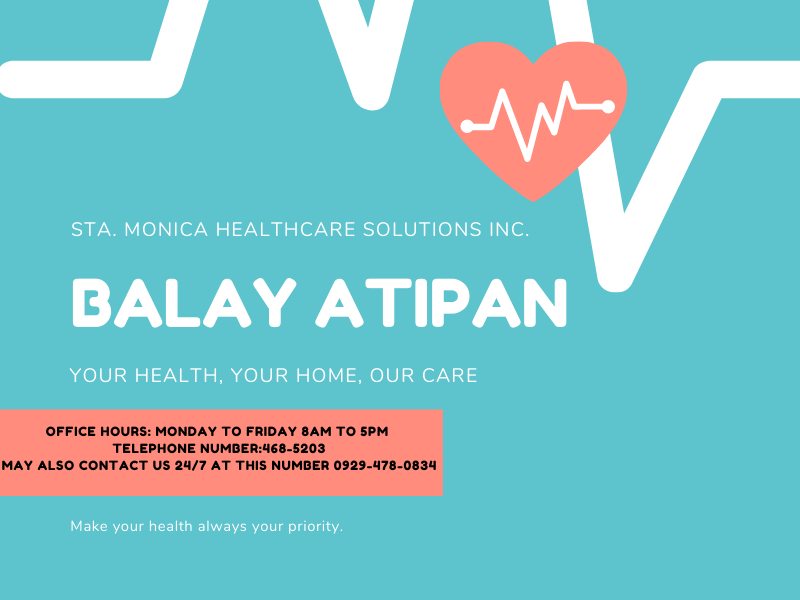 STA. MONICA HEALTHCARE SOLUTIONS INC.
BALAY ATIPAN
YOUR HEALTH, YOUR HOME, OUR CARE
OFFICE HOURS: MONDAY TO FRIDAY 8AM TO 5PM
TELEPHONE NUMBER:468-5203
MAY ALSO CONTACT US 24/7 AT THIS NUMBER 0929-478-0834
Make your health always your priority.